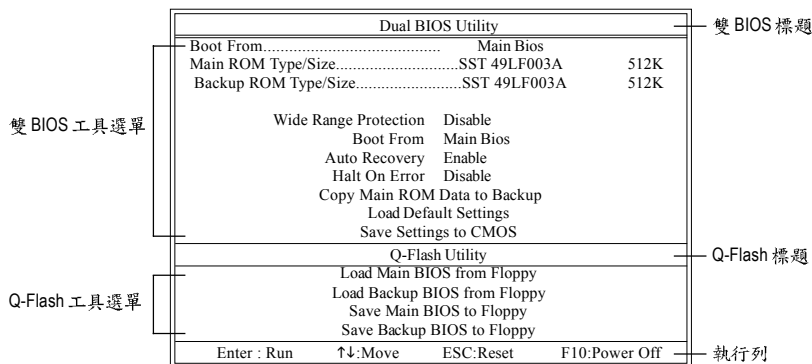 Dual BIOS Utility
雙 BIOS 標題
Boot From.......................................... Main Bios
Main ROM Type/Size.............................SST 49LF003A 512K
Backup ROM Type/Size.........................SST 49LF003A 512K
雙 BIOS 工具選單
Wide Range Protection Disable
Boot From Main Bios
Auto Recovery Enable
Halt On Error Disable
Copy Main ROM Data to Backup
Load Default Settings
Save Settings to CMOS
Q-Flash Utility
Q-Flash 標題
Load Main BIOS from Floppy
Load Backup BIOS from Floppy
Q-Flash 工具選單
Save Main BIOS to Floppy
Save Backup BIOS to Floppy
Enter : Run ↑↓:Move ESC:Reset F10:Power Off
執行列